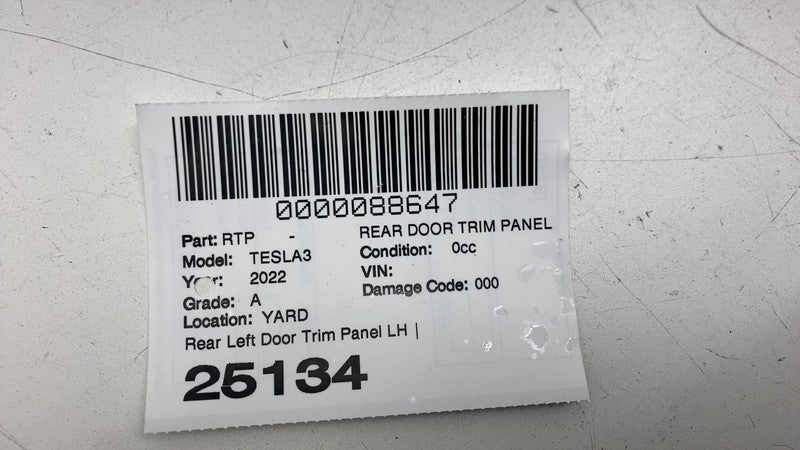 0000088647
Part: RTP - REAR DOOR TRIM PANEL
Model: TESLA3 Condition: 0cc
Year: 2022 VIN:
Grade: A Damage Code: 000
Location: YARD
Rear Left Door Trim Panel LH |
25134